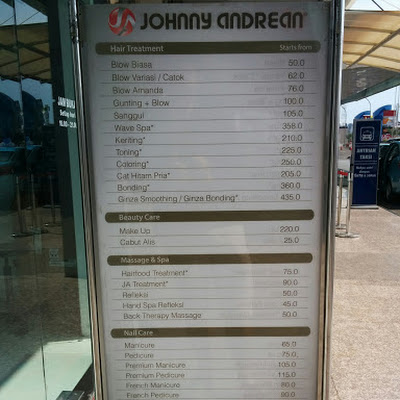 JOHNNY ANDREAN
Hair Treatment Starts from
Blow Biasa 50.0
Blow Variasi / Catok 62.0
Blow Amanda 76.0
Gunting + Blow 100.0
Sanggul 105.0
Wave Spa* 358.0
Keriting* 210.0
Toning* 225.0
Coloring* 250.0
Cat Hitam Pria* 205.0
Bonding* 360.0
Ginza Smoothing / Ginza Bonding* 435.0
Beauty Care
Make Up 220.0
Cabut Alis 25.0
Massage & Spa
Hairfood Treatment* 75.0
JA Treatment* 90.0
Refleksi 50.0
Hand Spa Refleksi 45.0
Back Therapy Massage 50.0
Nail Care
Manicure 65.0
Pedicure 75.0
Premium Manicure 105.0
Premium Pedicure 115.0
French Manicure 80.0
French Pedicure 90.0
ANTRIAN
TAKSI